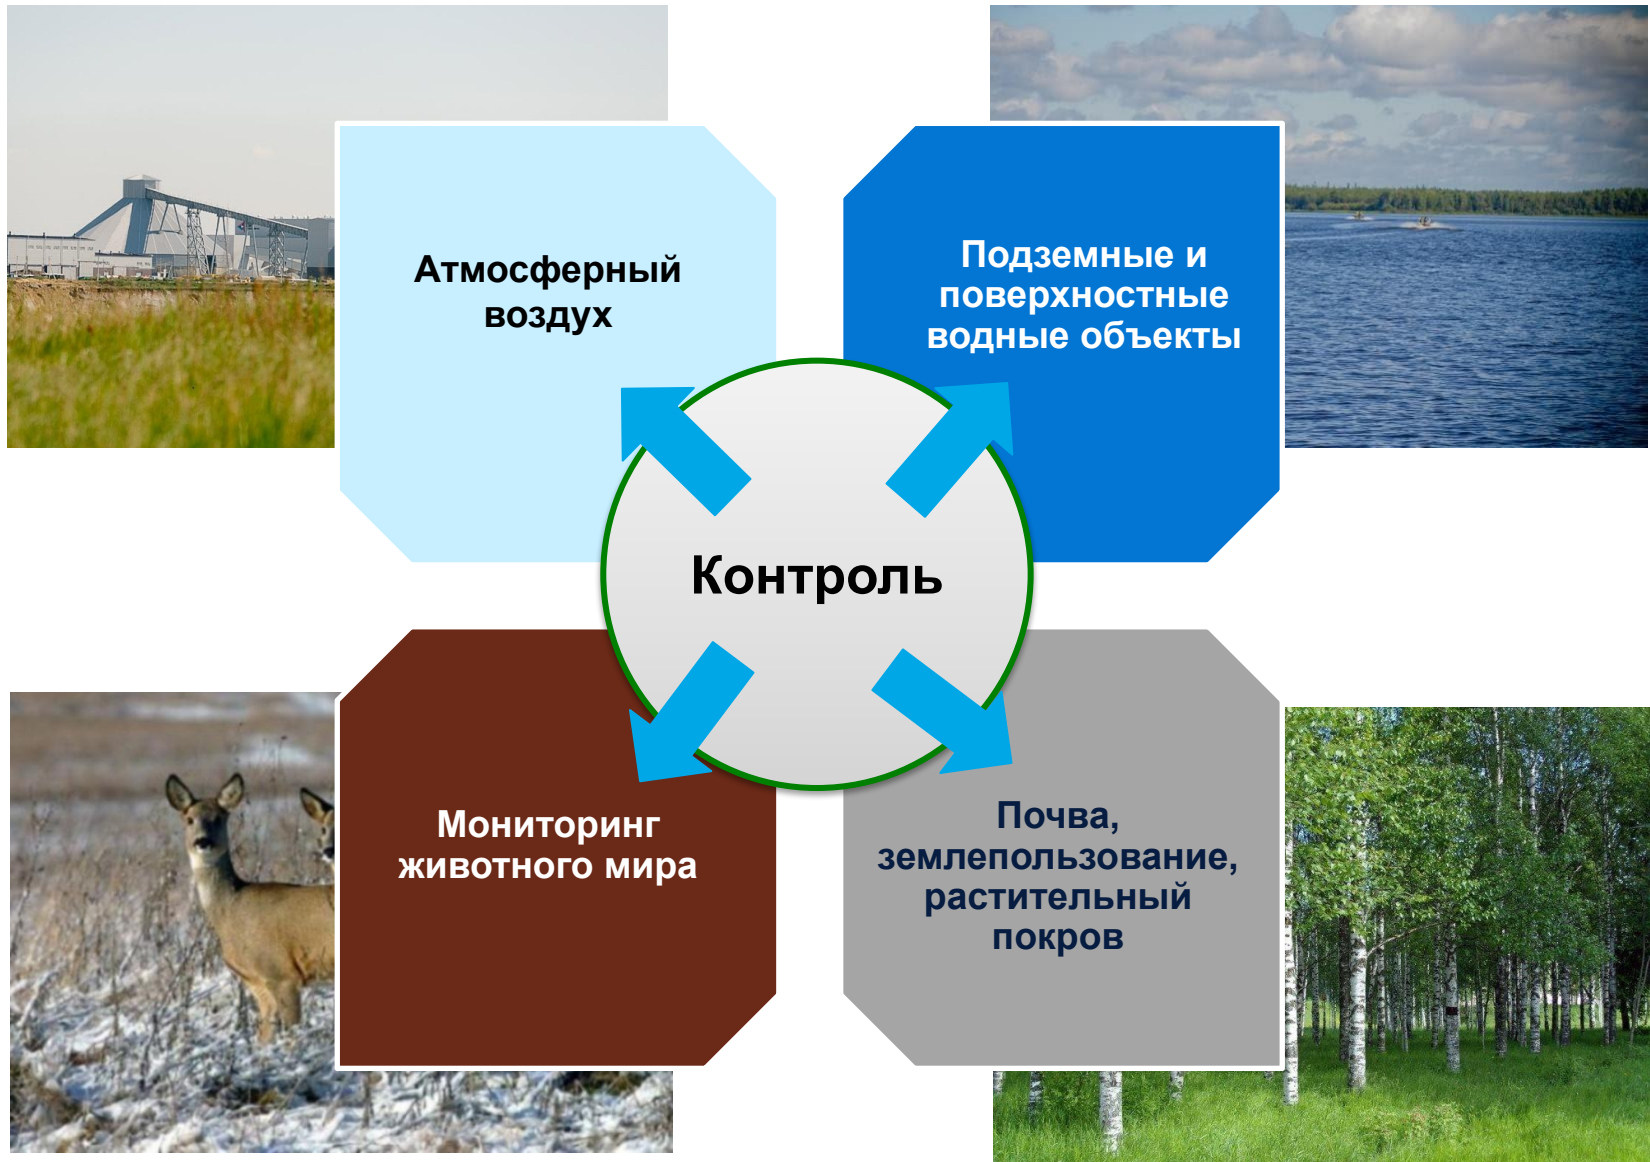 Атмосферный
воздух
Подземные и
поверхностные
водные объекты
Контроль
Мониторинг
животного мира
Почва,
землепользование,
растительный
покров